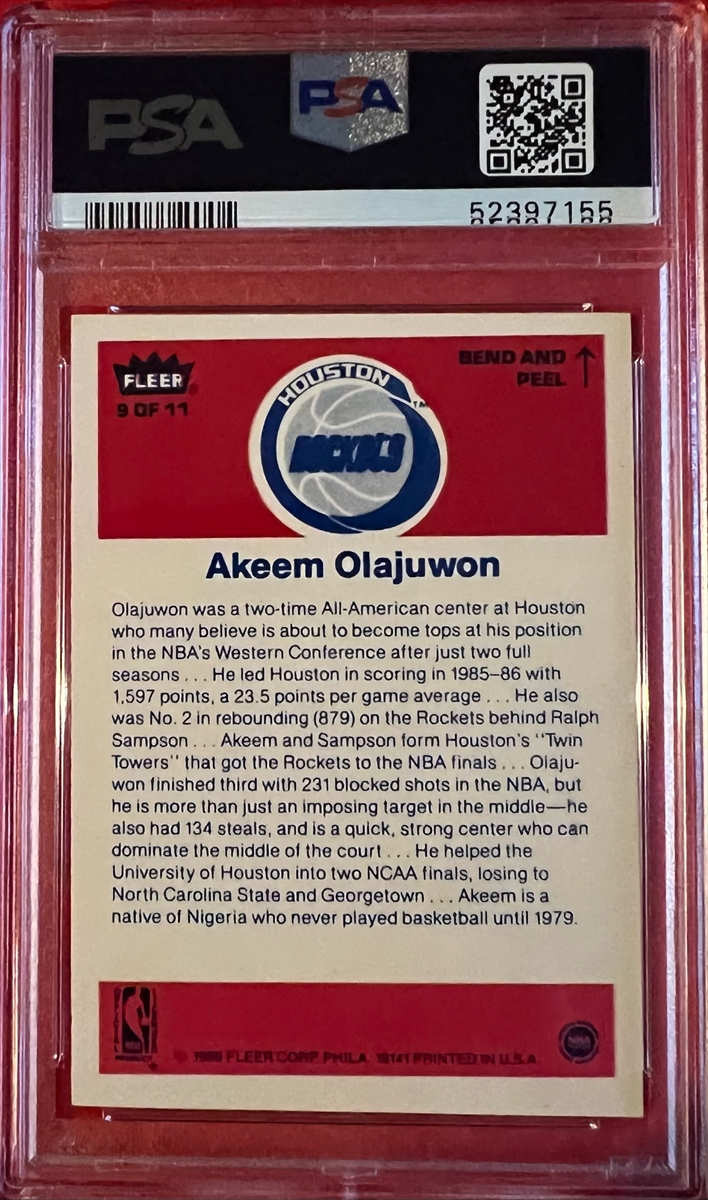 PSA
PSA
52397155
FLEER
9 OF 11
HOUSTON
TM
ROCKETS
BEND AND
PEEL
Akeem Olajuwon
Olajuwon was a two-time All-American center at Houston
who many believe is about to become tops at his position
in the NBA's Western Conference after just two full
seasons . . . He led Houston in scoring in 1985–86 with
1,597 points, a 23.5 points per game average . . . He also
was No. 2 in rebounding (879) on the Rockets behind Ralph
Sampson . . . Akeem and Sampson form Houston's "Twin
Towers" that got the Rockets to the NBA finals . . . Olaju-
won finished third with 231 blocked shots in the NBA, but
he is more than just an imposing target in the middle—he
also had 134 steals, and is a quick, strong center who can
dominate the middle of the court . . . He helped the
University of Houston into two NCAA finals, losing to
North Carolina State and Georgetown . . . Akeem is a
native of Nigeria who never played basketball until 1979.
NBA
PRODUCT
© 1986 FLEER CORP. PHILA. 19141 PRINTED IN U.S.A.